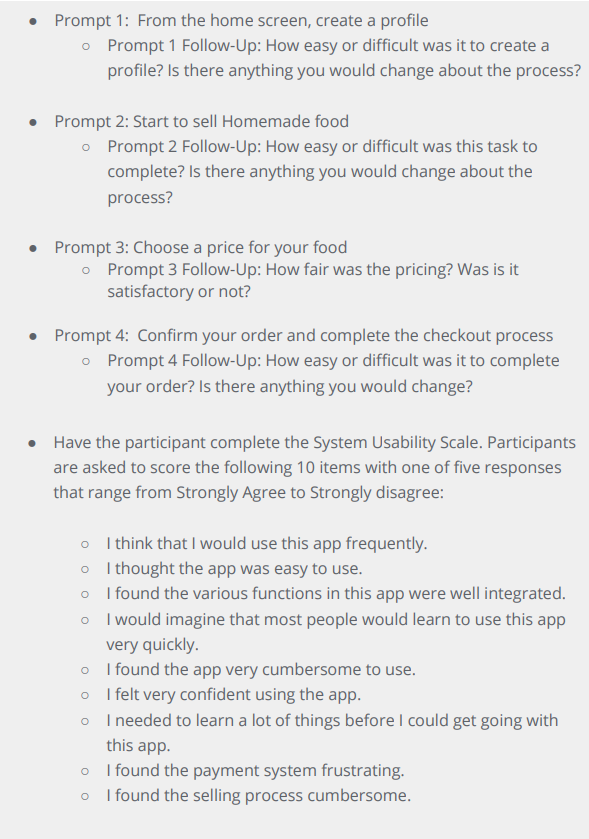 ● Prompt 1:  From the home screen, create a profile
○ Prompt 1 Follow-Up: How easy or difficult was it to create a
profile? Is there anything you would change about the process?
● Prompt 2: Start to sell Homemade food
○ Prompt 2 Follow-Up: How easy or difficult was this task to
complete? Is there anything you would change about the
process?
● Prompt 3: Choose a price for your food
○ Prompt 3 Follow-Up: How fair was the pricing? Was is it
satisfactory or not?
● Prompt 4:  Confirm your order and complete the checkout process
○ Prompt 4 Follow-Up: How easy or difficult was it to complete
your order? Is there anything you would change?
● Have the participant complete the System Usability Scale. Participants
are asked to score the following 10 items with one of five responses
that range from Strongly Agree to Strongly disagree:
○ I think that I would use this app frequently.
○ I thought the app was easy to use.
○ I found the various functions in this app were well integrated.
○ I would imagine that most people would learn to use this app
very quickly.
○ I found the app very cumbersome to use.
○ I felt very confident using the app.
○ I needed to learn a lot of things before I could get going with
this app.
○ I found the payment system frustrating.
○ I found the selling process cumbersome.